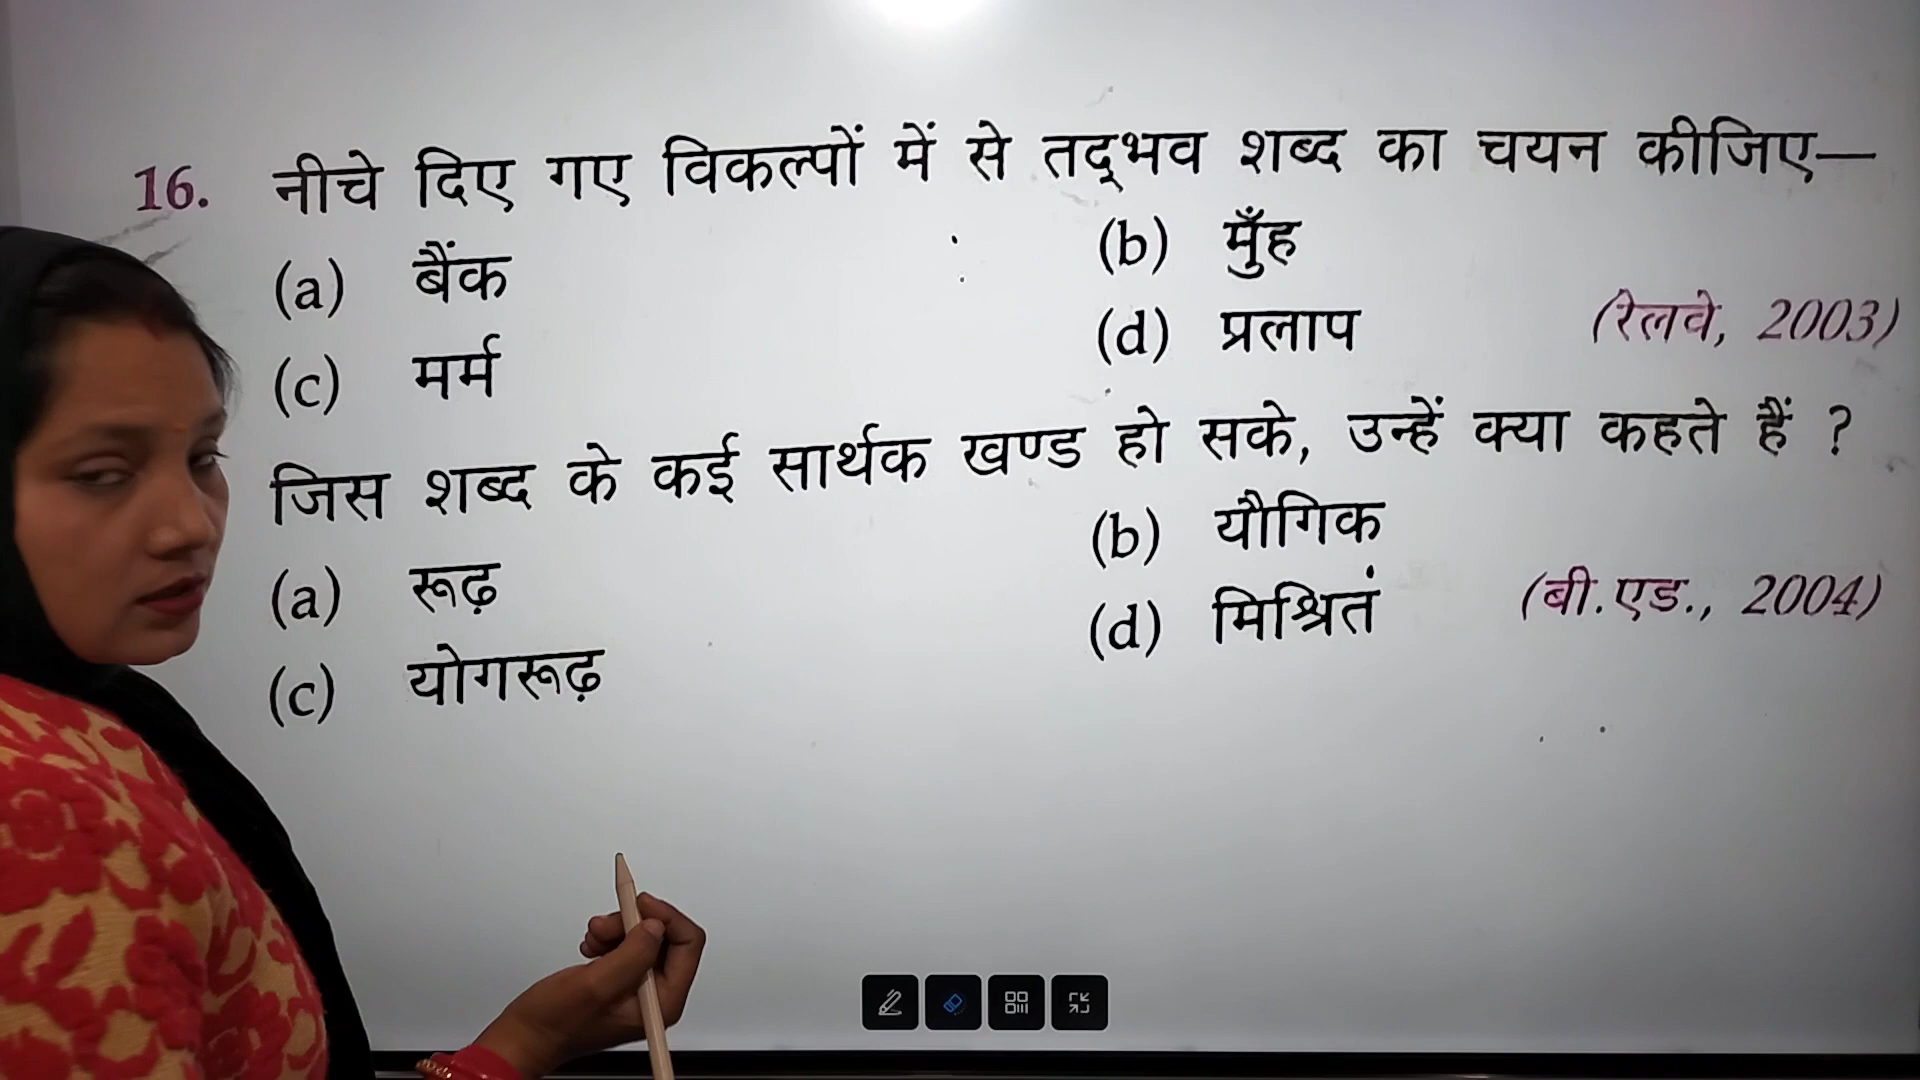 16. नीचे दिए गए विकल्पों में से तद्‌भव शब्द का चयन कीजिए—
(a) बैंक (b) मुँह
(c) मर्म (d) प्रलाप (रेलवे, 2003)
जिस शब्द के कई सार्थक खण्ड हो सके, उन्हें क्या कहते हैं ?
(a) रूढ़ (b) यौगिक
(c) योगरूढ़ (d) मिश्रित (बी.एड., 2004)